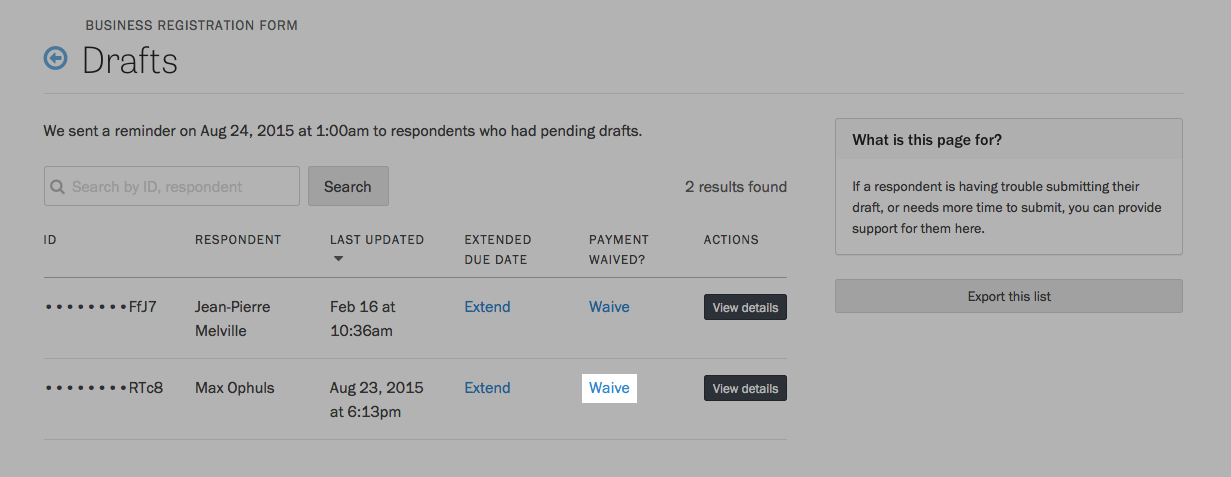 BUSINESS REGISTRATION FORM
Drafts
We sent a reminder on Aug 24, 2015 at 1:00am to respondents who had pending drafts.
Search by ID, respondent
Search
2 results found
ID
RESPONDENT
LAST UPDATED
EXTENDED
DUE DATE
PAYMENT
WAIVED?
ACTIONS
••••••••FfJ7
Jean-Pierre
Melville
Feb 16 at
10:36am
Extend
Waive
View details
••••••••RTc8
Max Ophuls
Aug 23, 2015
at 6:13pm
Extend
Waive
View details
What is this page for?
If a respondent is having trouble submitting their
draft, or needs more time to submit, you can provide
support for them here.
Export this list